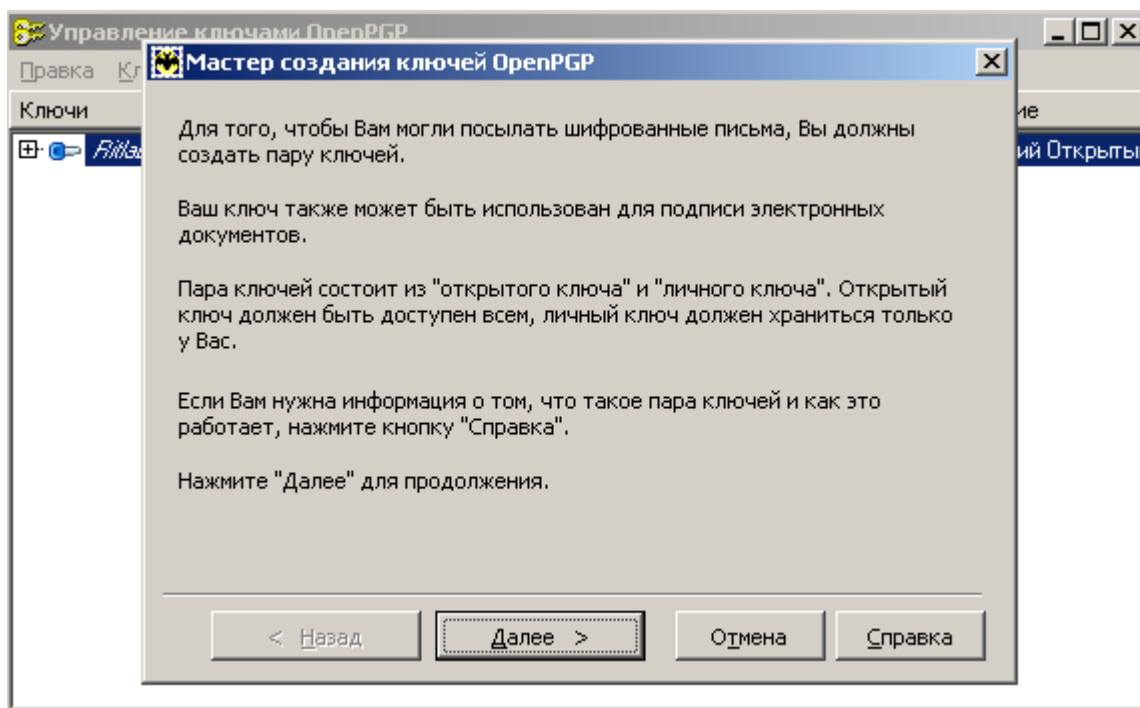 Управление ключами OpenPGP
Мастер создания ключей OpenPGP
Правка
Ключи
Для того, чтобы Вам могли посылать шифрованные письма, Вы должны
создать пару ключей.
Ваш ключ также может быть использован для подписи электронных
документов.
Пара ключей состоит из "открытого ключа" и "личного ключа". Открытый
ключ должен быть доступен всем, личный ключ должен храниться только
у Вас.
Если Вам нужна информация о том, что такое пара ключей и как это
работает, нажмите кнопку "Справка".
Нажмите "Далее" для продолжения.
< Назад
Далее >
Отмена
Справка